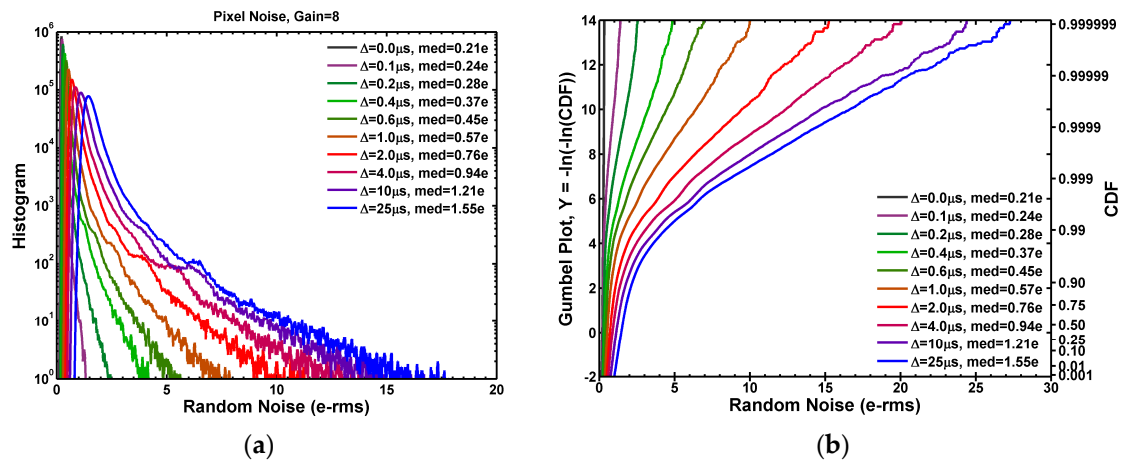 Pixel Noise, Gain=8
10^6
10^5
10^4
10^3
10^2
10^1
10^0
Histogram
Δ=0.0µs, med=0.21e
Δ=0.1µs, med=0.24e
Δ=0.2µs, med=0.28e
Δ=0.4µs, med=0.37e
Δ=0.6µs, med=0.45e
Δ=1.0µs, med=0.57e
Δ=2.0µs, med=0.76e
Δ=4.0µs, med=0.94e
Δ=10µs, med=1.21e
Δ=25µs, med=1.55e
0 5 10 15 20
Random Noise (e-rms)
(a)
14
12
10
8
6
4
2
0
-2
Gumbel Plot, Y = -ln(-ln(CDF))
0.999999
0.99999
0.9999
0.999
0.99
0.90
0.75
0.50
0.25
0.10
0.01
0.001
CDF
Δ=0.0µs, med=0.21e
Δ=0.1µs, med=0.24e
Δ=0.2µs, med=0.28e
Δ=0.4µs, med=0.37e
Δ=0.6µs, med=0.45e
Δ=1.0µs, med=0.57e
Δ=2.0µs, med=0.76e
Δ=4.0µs, med=0.94e
Δ=10µs, med=1.21e
Δ=25µs, med=1.55e
0 5 10 15 20 25 30
Random Noise (e-rms)
(b)